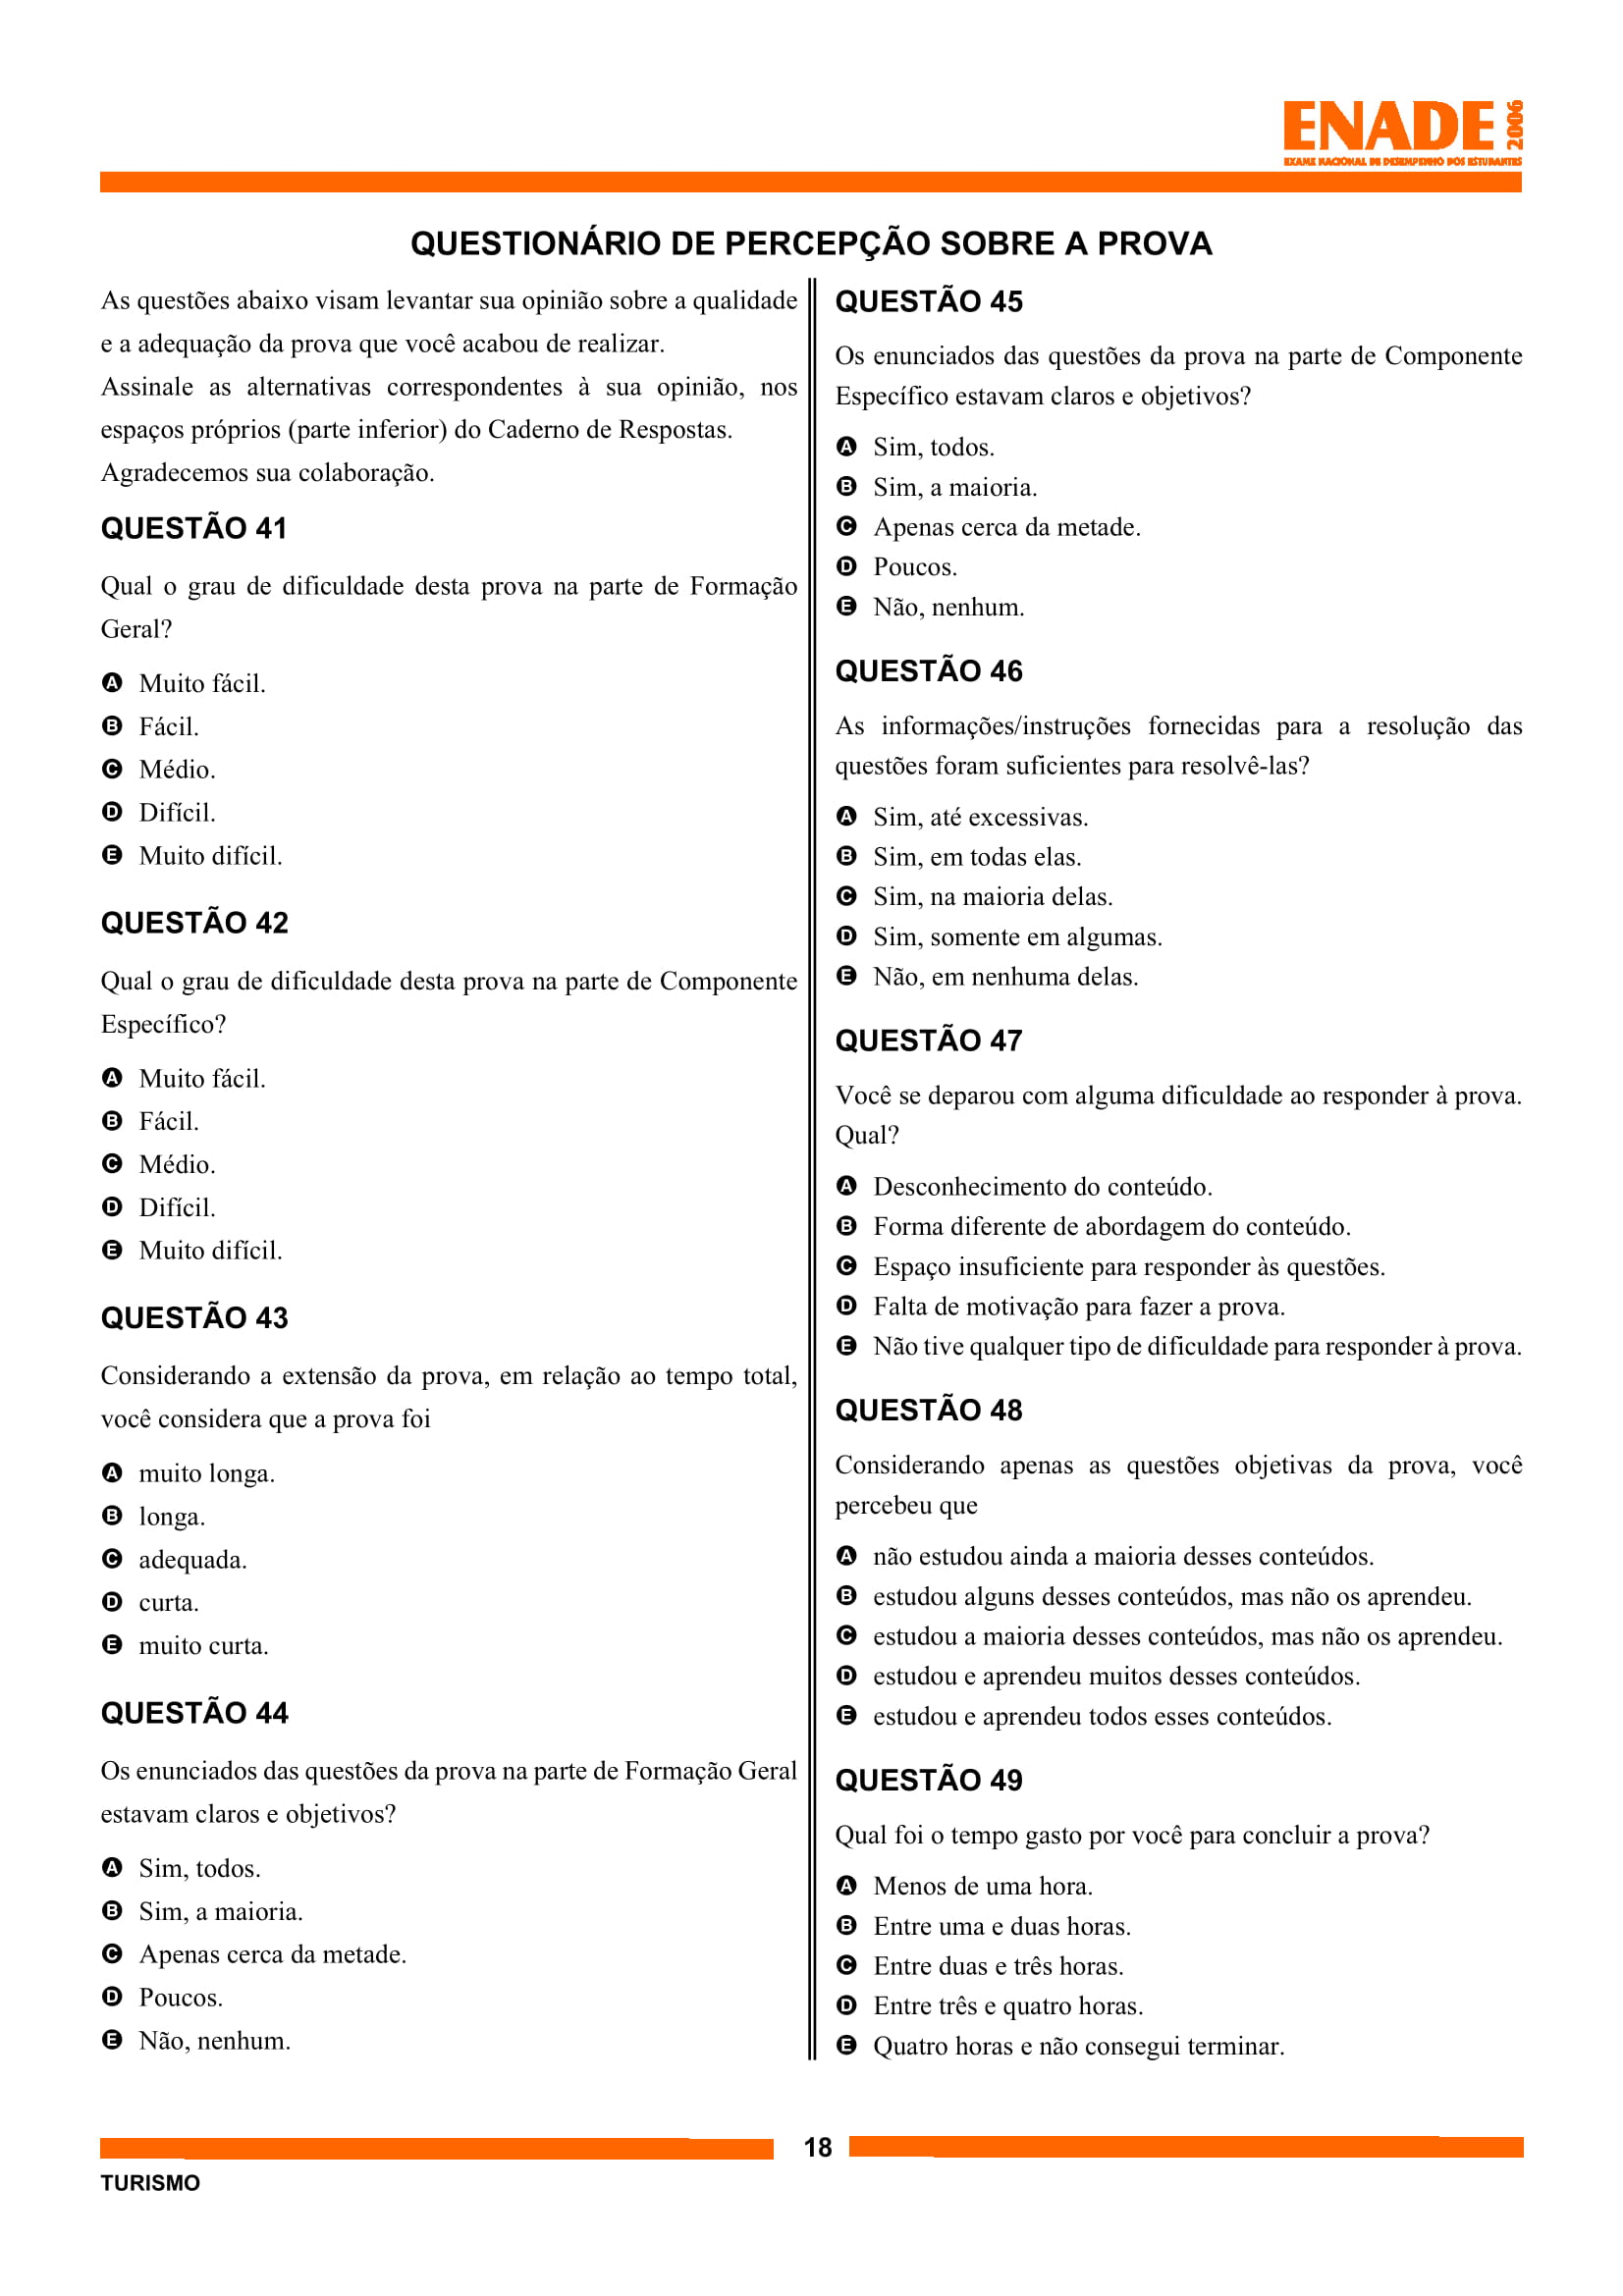 ENADE 2006
EXAME NACIONAL DE DESEMPENHO DOS ESTUDANTES
QUESTIONÁRIO DE PERCEPÇÃO SOBRE A PROVA
As questões abaixo visam levantar sua opinião sobre a qualidade
e a adequação da prova que você acabou de realizar.
Assinale as alternativas correspondentes à sua opinião, nos
espaços próprios (parte inferior) do Caderno de Respostas.
Agradecemos sua colaboração.
QUESTÃO 41
Qual o grau de dificuldade desta prova na parte de Formação
Geral?
A Muito fácil.
B Fácil.
C Médio.
D Difícil.
E Muito difícil.
QUESTÃO 42
Qual o grau de dificuldade desta prova na parte de Componente
Específico?
A Muito fácil.
B Fácil.
C Médio.
D Difícil.
E Muito difícil.
QUESTÃO 43
Considerando a extensão da prova, em relação ao tempo total,
você considera que a prova foi
A muito longa.
B longa.
C adequada.
D curta.
E muito curta.
QUESTÃO 44
Os enunciados das questões da prova na parte de Formação Geral
estavam claros e objetivos?
A Sim, todos.
B Sim, a maioria.
C Apenas cerca da metade.
D Poucos.
E Não, nenhum.
QUESTÃO 45
Os enunciados das questões da prova na parte de Componente
Específico estavam claros e objetivos?
A Sim, todos.
B Sim, a maioria.
C Apenas cerca da metade.
D Poucos.
E Não, nenhum.
QUESTÃO 46
As informações/instruções fornecidas para a resolução das
questões foram suficientes para resolvê-las?
A Sim, até excessivas.
B Sim, em todas elas.
C Sim, na maioria delas.
D Sim, somente em algumas.
E Não, em nenhuma delas.
QUESTÃO 47
Você se deparou com alguma dificuldade ao responder à prova.
Qual?
A Desconhecimento do conteúdo.
B Forma diferente de abordagem do conteúdo.
C Espaço insuficiente para responder às questões.
D Falta de motivação para fazer a prova.
E Não tive qualquer tipo de dificuldade para responder à prova.
QUESTÃO 48
Considerando apenas as questões objetivas da prova, você
percebeu que
A não estudou ainda a maioria desses conteúdos.
B estudou alguns desses conteúdos, mas não os aprendeu.
C estudou a maioria desses conteúdos, mas não os aprendeu.
D estudou e aprendeu muitos desses conteúdos.
E estudou e aprendeu todos esses conteúdos.
QUESTÃO 49
Qual foi o tempo gasto por você para concluir a prova?
A Menos de uma hora.
B Entre uma e duas horas.
C Entre duas e três horas.
D Entre três e quatro horas.
E Quatro horas e não consegui terminar.
18
TURISMO